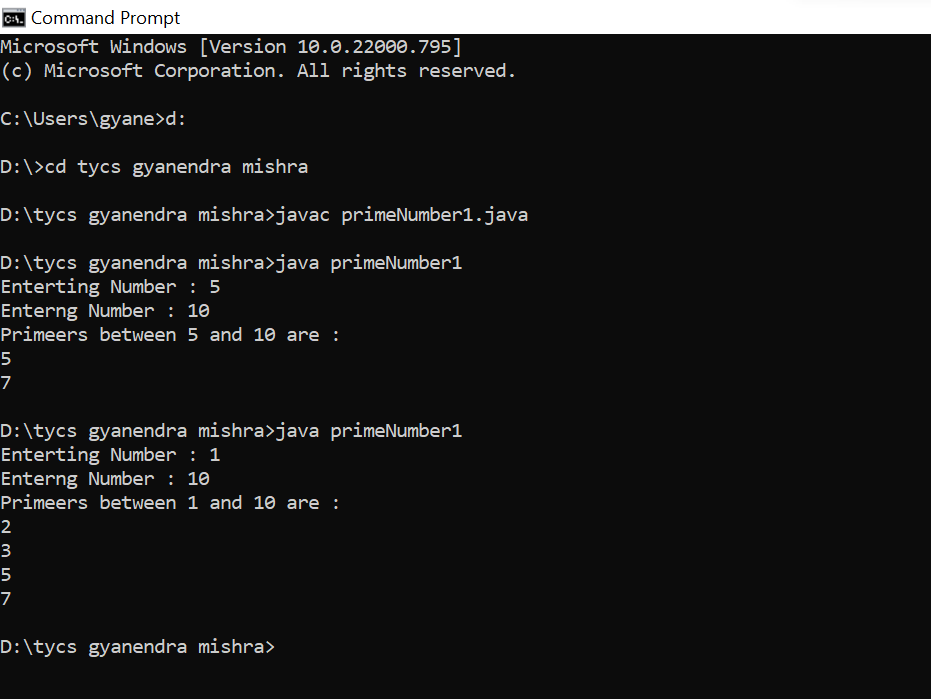 Command Prompt
Microsoft Windows [Version 10.0.22000.795]
(c) Microsoft Corporation. All rights reserved.
C:\Users\gyane>d:
D:\>cd tycs gyanendra mishra
D:\tycs gyanendra mishra>javac primeNumber1.java
D:\tycs gyanendra mishra>java primeNumber1
Enterting Number : 5
Enterng Number : 10
Primeers between 5 and 10 are :
5
7
D:\tycs gyanendra mishra>java primeNumber1
Enterting Number : 1
Enterng Number : 10
Primeers between 1 and 10 are :
2
3
5
7
D:\tycs gyanendra mishra>